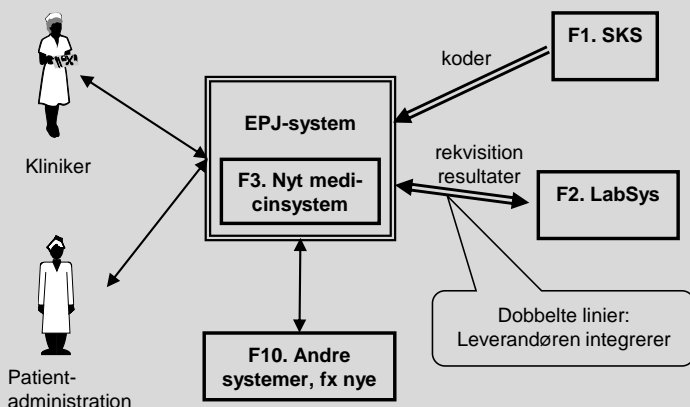 F1. SKS
koder
EPJ-system
Kliniker
F3. Nyt medi-
cinsystem
rekvisition
resultater
F2. LabSys
Dobbelte linier:
Leverandøren integrerer
F10. Andre
systemer, fx nye
Patient-
administration